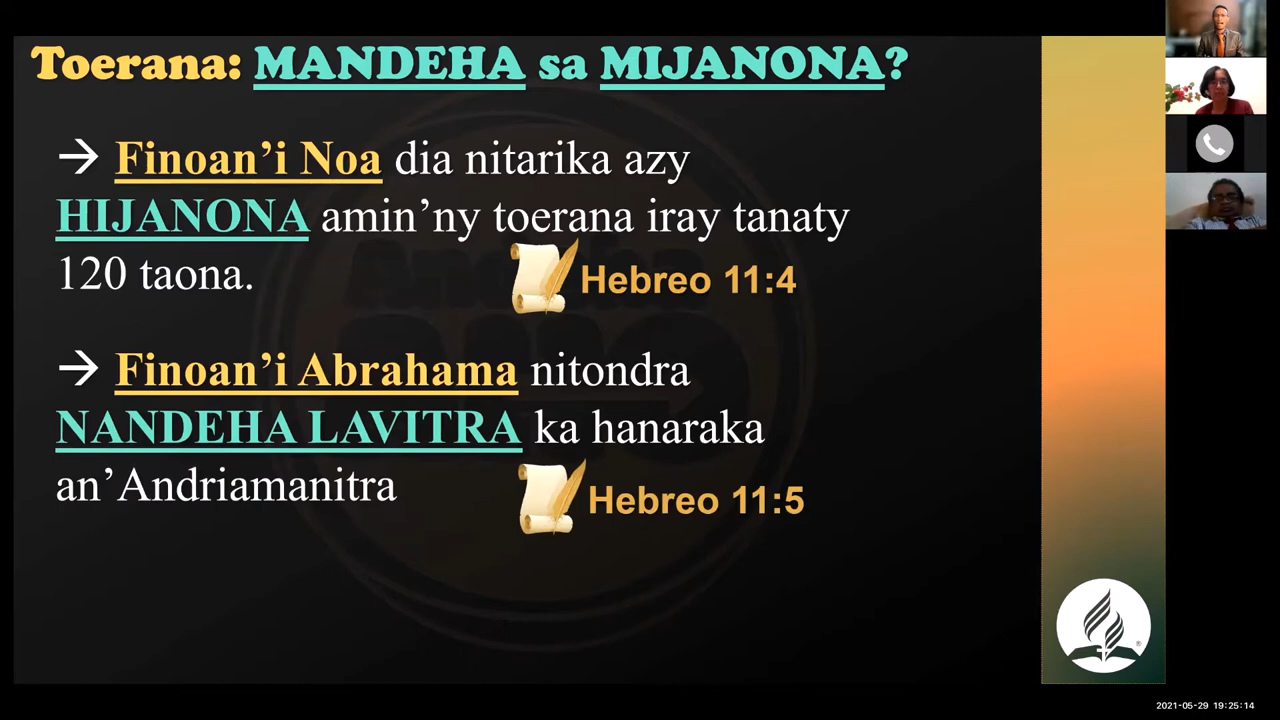 Toerana: MANDEHA sa MIJANONA?
→ Finoan’i Noa dia nitarika azy
HIJANONA amin’ny toerana iray tanaty
120 taona.
Hebreo 11:4
→ Finoan’i Abrahama nitondra
NANDEHA LAVITRA ka hanaraka
an’Andriamanitra
Hebreo 11:5
2021-05-29 19:25:14